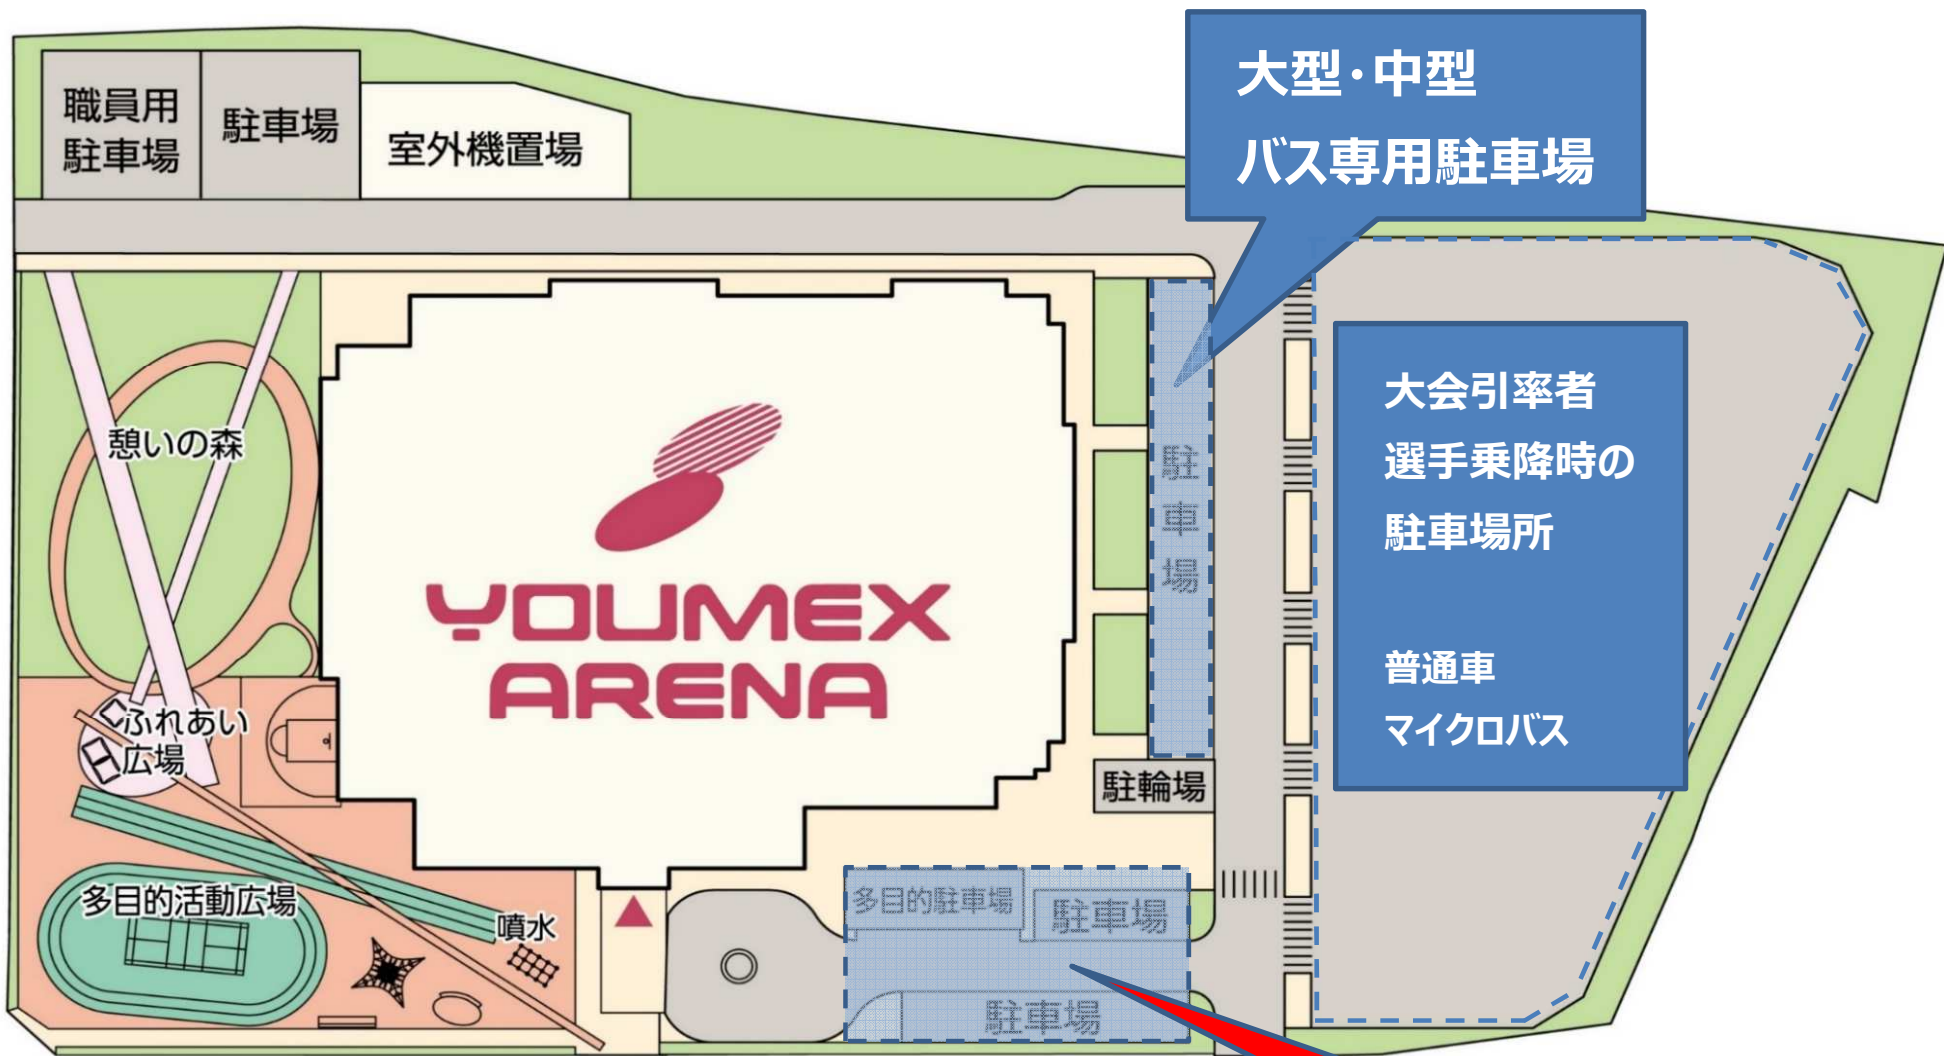 大型・中型
バス専用駐車場
職員用
駐車場
駐車場
室外機置場
大会引率者
選手乗降時の
駐車場所
普通車
マイクロバス
憩いの森
駐車場
YOUMEX
ARENA
ふれあい
広場
駐輪場
多目的活動広場
噴水
多目的駐車場
駐車場
駐車場